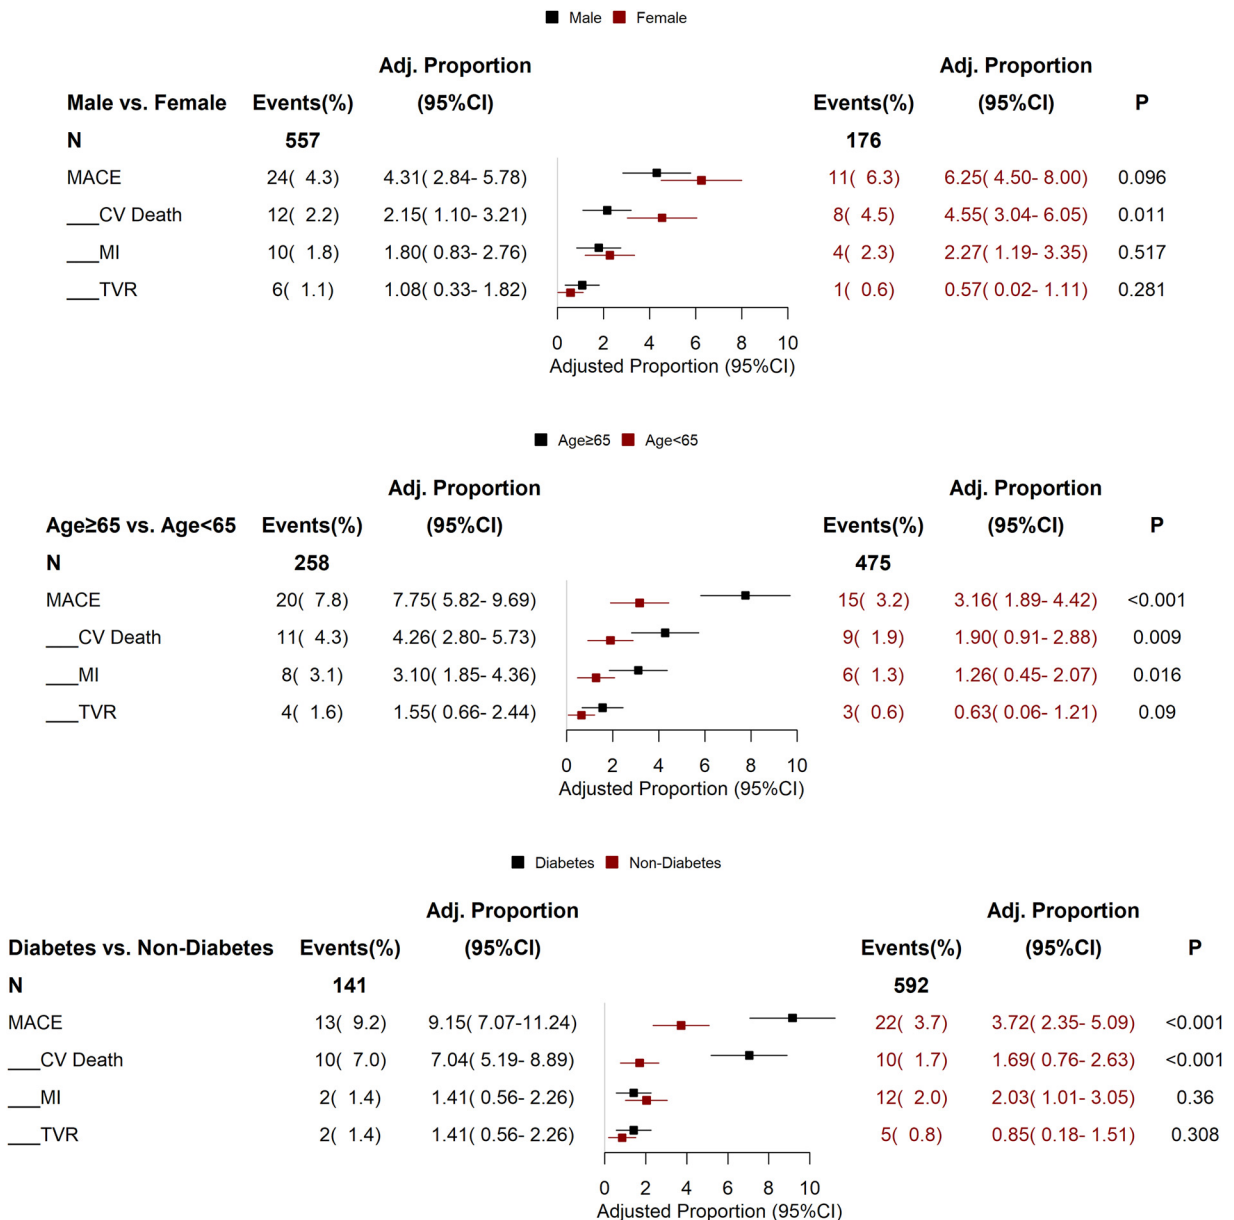 Male Female
Adj. Proportion Adj. Proportion
Male vs. Female Events(%) (95%CI) Events(%) (95%CI) P
N 557 176
MACE 24( 4.3) 4.31( 2.84- 5.78) 11( 6.3) 6.25( 4.50- 8.00) 0.096
___CV Death 12( 2.2) 2.15( 1.10- 3.21) 8( 4.5) 4.55( 3.04- 6.05) 0.011
___MI 10( 1.8) 1.80( 0.83- 2.76) 4( 2.3) 2.27( 1.19- 3.35) 0.517
___TVR 6( 1.1) 1.08( 0.33- 1.82) 1( 0.6) 0.57( 0.02- 1.11) 0.281
0 2 4 6 8 10
Adjusted Proportion (95%CI)
Age≥65 Age<65
Adj. Proportion Adj. Proportion
Age≥65 vs. Age<65 Events(%) (95%CI) Events(%) (95%CI) P
N 258 475
MACE 20( 7.8) 7.75( 5.82- 9.69) 15( 3.2) 3.16( 1.89- 4.42) <0.001
___CV Death 11( 4.3) 4.26( 2.80- 5.73) 9( 1.9) 1.90( 0.91- 2.88) 0.009
___MI 8( 3.1) 3.10( 1.85- 4.36) 6( 1.3) 1.26( 0.45- 2.07) 0.016
___TVR 4( 1.6) 1.55( 0.66- 2.44) 3( 0.6) 0.63( 0.06- 1.21) 0.09
0 2 4 6 8 10
Adjusted Proportion (95%CI)
Diabetes Non-Diabetes
Adj. Proportion Adj. Proportion
Diabetes vs. Non-Diabetes Events(%) (95%CI) Events(%) (95%CI) P
N 141 592
MACE 13( 9.2) 9.15( 7.07-11.24) 22( 3.7) 3.72( 2.35- 5.09) <0.001
___CV Death 10( 7.0) 7.04( 5.19- 8.89) 10( 1.7) 1.69( 0.76- 2.63) <0.001
___MI 2( 1.4) 1.41( 0.56- 2.26) 12( 2.0) 2.03( 1.01- 3.05) 0.36
___TVR 2( 1.4) 1.41( 0.56- 2.26) 5( 0.8) 0.85( 0.18- 1.51) 0.308
0 2 4 6 8 10
Adjusted Proportion (95%CI)